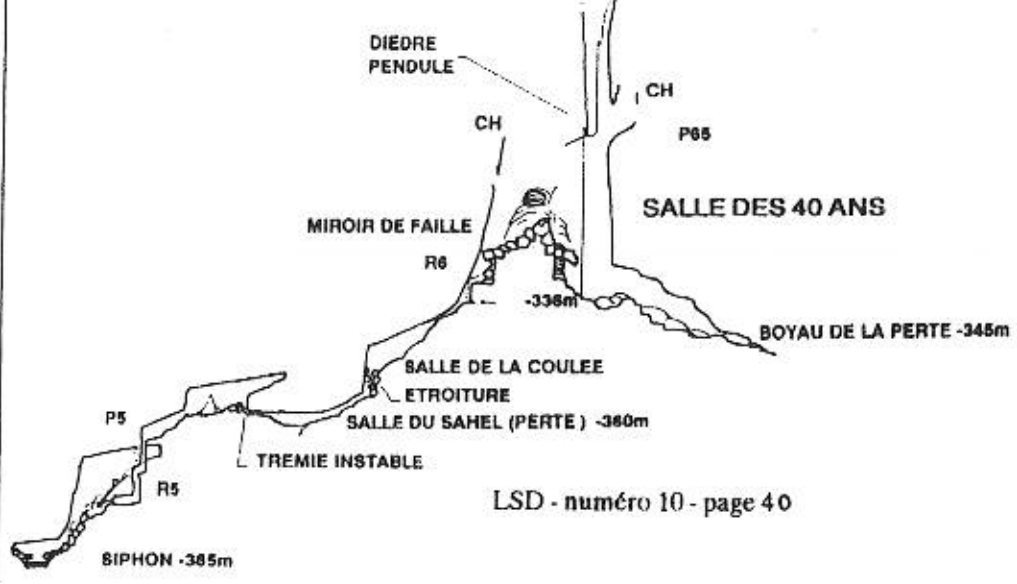 DIEDRE
PENDULE
CH
CH
P65
SALLE DES 40 ANS
MIROIR DE FAILLE
R6
-336m
BOYAU DE LA PERTE -345m
SALLE DE LA COULEE
ETROITURE
P5
SALLE DU SAHEL (PERTE ) -360m
TREMIE INSTABLE
R5
LSD - numéro 10 - page 40
SIPHON -385m